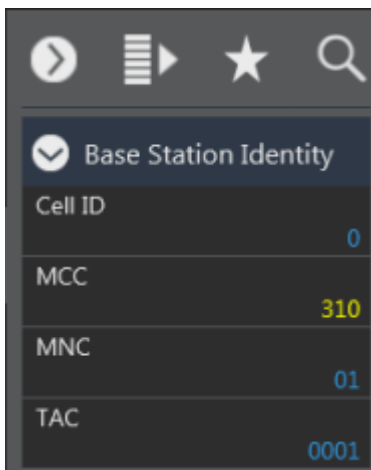 Base Station Identity
Cell ID
0
MCC
310
MNC
01
TAC
0001